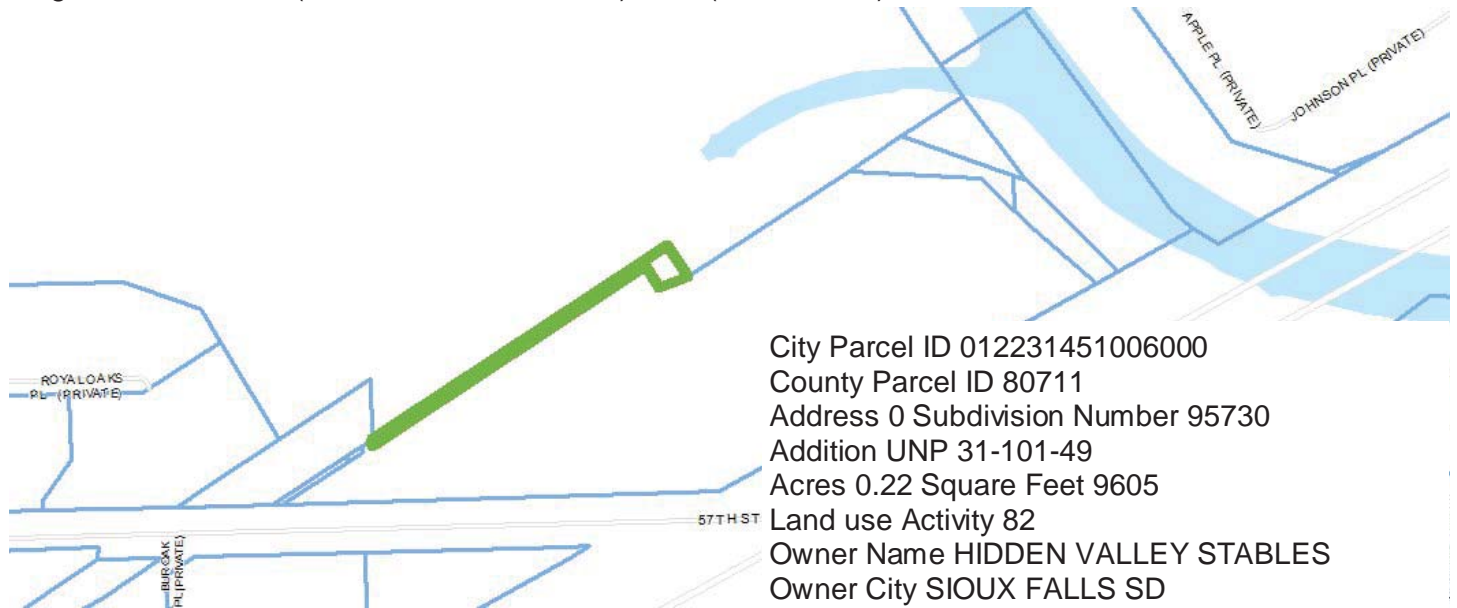 APPLE PL (PRIVATE)
JOHNSON PL (PRIVATE)
ROYAL OAKS
PL (PRIVATE)
57TH ST
BUR OAK
PL (PRIVATE)
City Parcel ID 012231451006000
County Parcel ID 80711
Address 0 Subdivision Number 95730
Addition UNP 31-101-49
Acres 0.22 Square Feet 9605
Land use Activity 82
Owner Name HIDDEN VALLEY STABLES
Owner City SIOUX FALLS SD